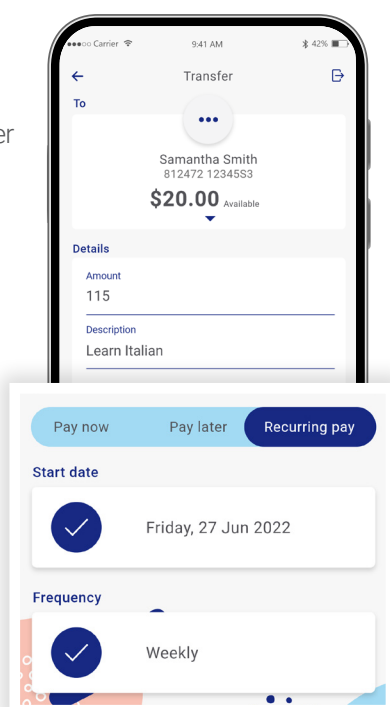 Carrier 9:41 AM 42%
Transfer
er
To
Samantha Smith
812472 12345S3
$20.00 Available
Details
Amount
115
Description
Learn Italian
Pay now Pay later Recurring pay
Start date
Friday, 27 Jun 2022
Frequency
Weekly